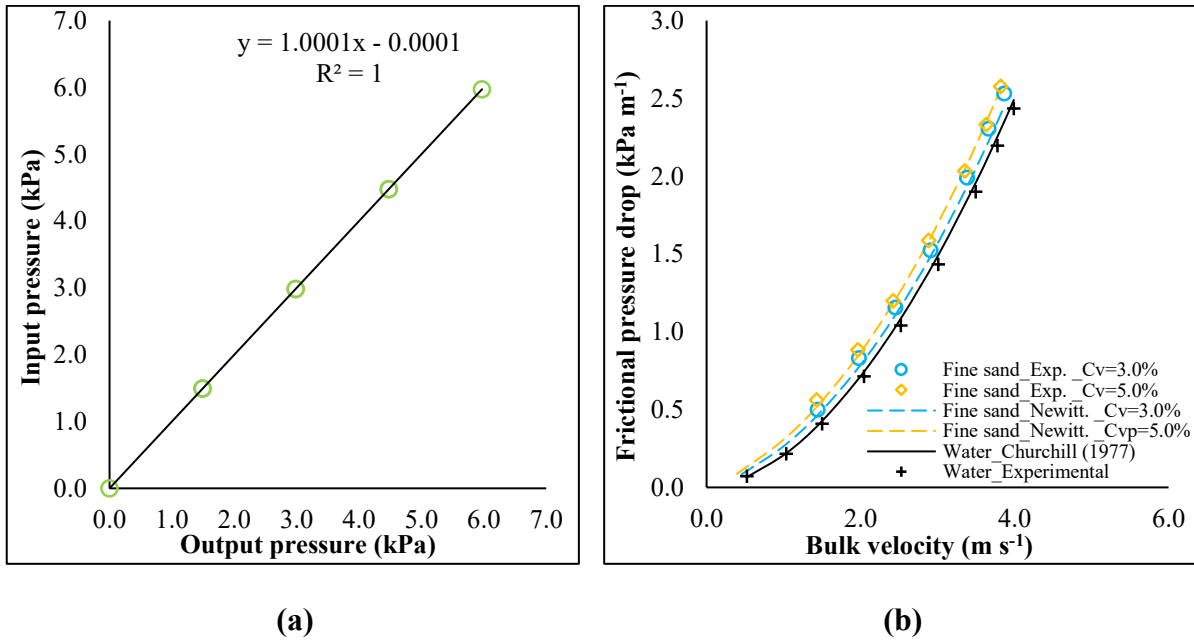 7.0
6.0
5.0
4.0
3.0
2.0
1.0
0.0
Input pressure (kPa)
y = 1.0001x - 0.0001
R² = 1
0.0 1.0 2.0 3.0 4.0 5.0 6.0 7.0
Output pressure (kPa)
(a)
3.0
2.5
2.0
1.5
1.0
0.5
0.0
Frictional pressure drop (kPa m⁻¹)
Fine sand_Exp. _Cv=3.0%
Fine sand_Exp. _Cv=5.0%
Fine sand_Newitt. _Cv=3.0%
Fine sand_Newitt. _Cvp=5.0%
Water_Churchill (1977)
Water_Experimental
0.0 2.0 4.0 6.0
Bulk velocity (m s⁻¹)
(b)